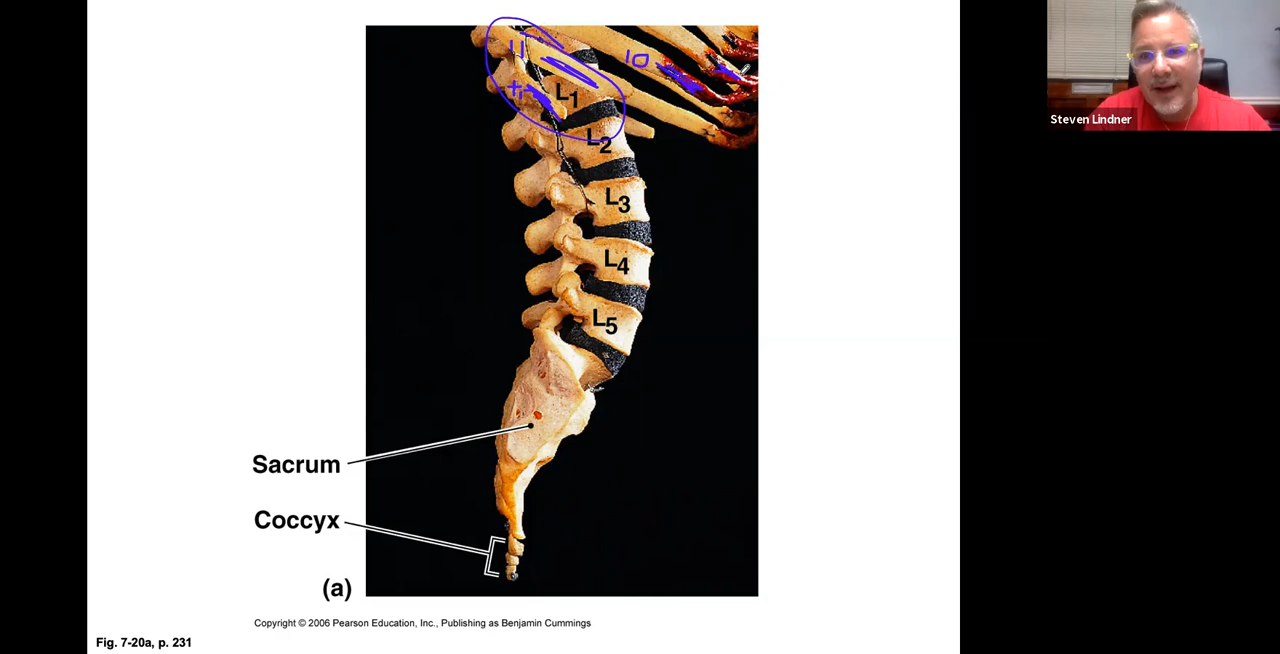 11
10
L1
L2
L3
L4
L5
Sacrum
Coccyx
(a)
Copyright © 2006 Pearson Education, Inc., Publishing as Benjamin Cummings
Fig. 7-20a, p. 231
Steven Lindner